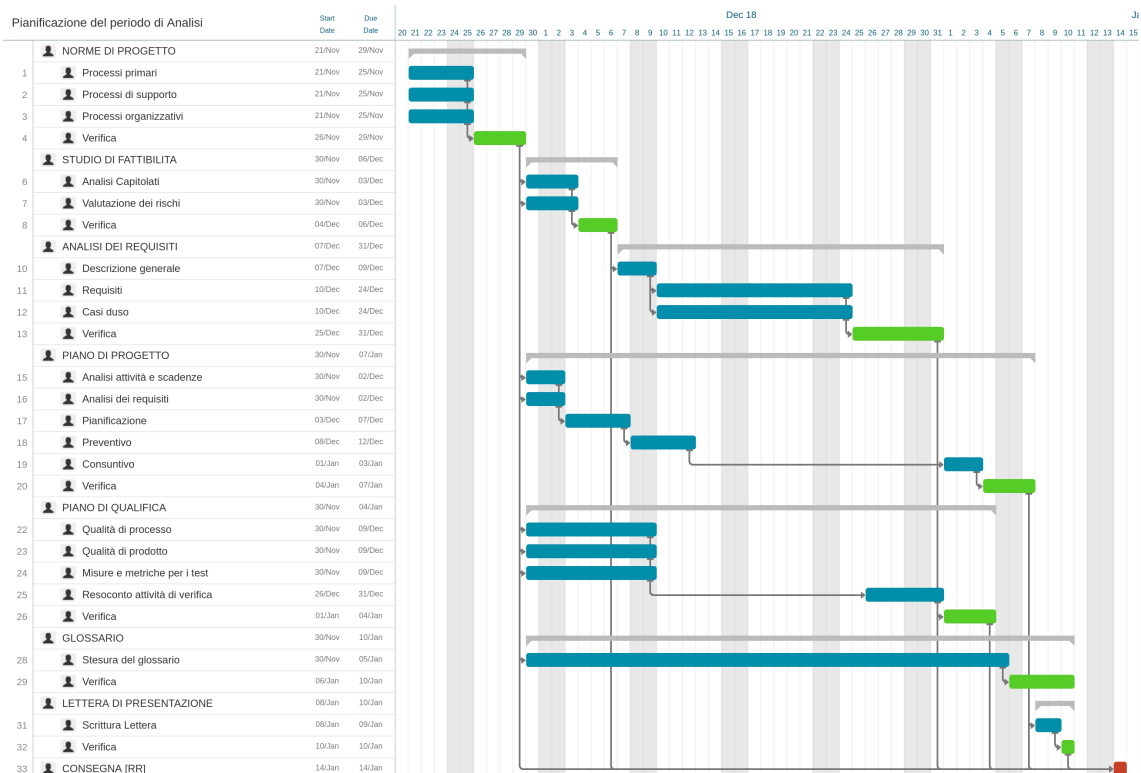 Pianificazione del periodo di Analisi Start Date Due Date Dec 18 Ja
20 21 22 23 24 25 26 27 28 29 30 1 2 3 4 5 6 7 8 9 10 11 12 13 14 15 16 17 18 19 20 21 22 23 24 25 26 27 28 29 30 31 1 2 3 4 5 6 7 8 9 10 11 12 13 14 15
NORME DI PROGETTO 21/Nov 29/Nov
1 Processi primari 21/Nov 25/Nov
2 Processi di supporto 21/Nov 25/Nov
3 Processi organizzativi 21/Nov 25/Nov
4 Verifica 26/Nov 29/Nov
STUDIO DI FATTIBILITA 30/Nov 06/Dec
6 Analisi Capitolati 30/Nov 03/Dec
7 Valutazione dei rischi 30/Nov 03/Dec
8 Verifica 04/Dec 06/Dec
ANALISI DEI REQUISITI 07/Dec 31/Dec
10 Descrizione generale 07/Dec 09/Dec
11 Requisiti 10/Dec 24/Dec
12 Casi duso 10/Dec 24/Dec
13 Verifica 25/Dec 31/Dec
PIANO DI PROGETTO 30/Nov 07/Jan
15 Analisi attività e scadenze 30/Nov 02/Dec
16 Analisi dei requisiti 30/Nov 02/Dec
17 Pianificazione 03/Dec 07/Dec
18 Preventivo 08/Dec 12/Dec
19 Consuntivo 01/Jan 03/Jan
20 Verifica 04/Jan 07/Jan
PIANO DI QUALIFICA 30/Nov 04/Jan
22 Qualità di processo 30/Nov 09/Dec
23 Qualità di prodotto 30/Nov 09/Dec
24 Misure e metriche per i test 30/Nov 09/Dec
25 Resoconto attività di verifica 26/Dec 31/Dec
26 Verifica 01/Jan 04/Jan
GLOSSARIO 30/Nov 10/Jan
28 Stesura del glossario 30/Nov 05/Jan
29 Verifica 06/Jan 10/Jan
LETTERA DI PRESENTAZIONE 08/Jan 10/Jan
31 Scrittura Lettera 08/Jan 09/Jan
32 Verifica 10/Jan 10/Jan
33 CONSEGNA [RR] 14/Jan 14/Jan